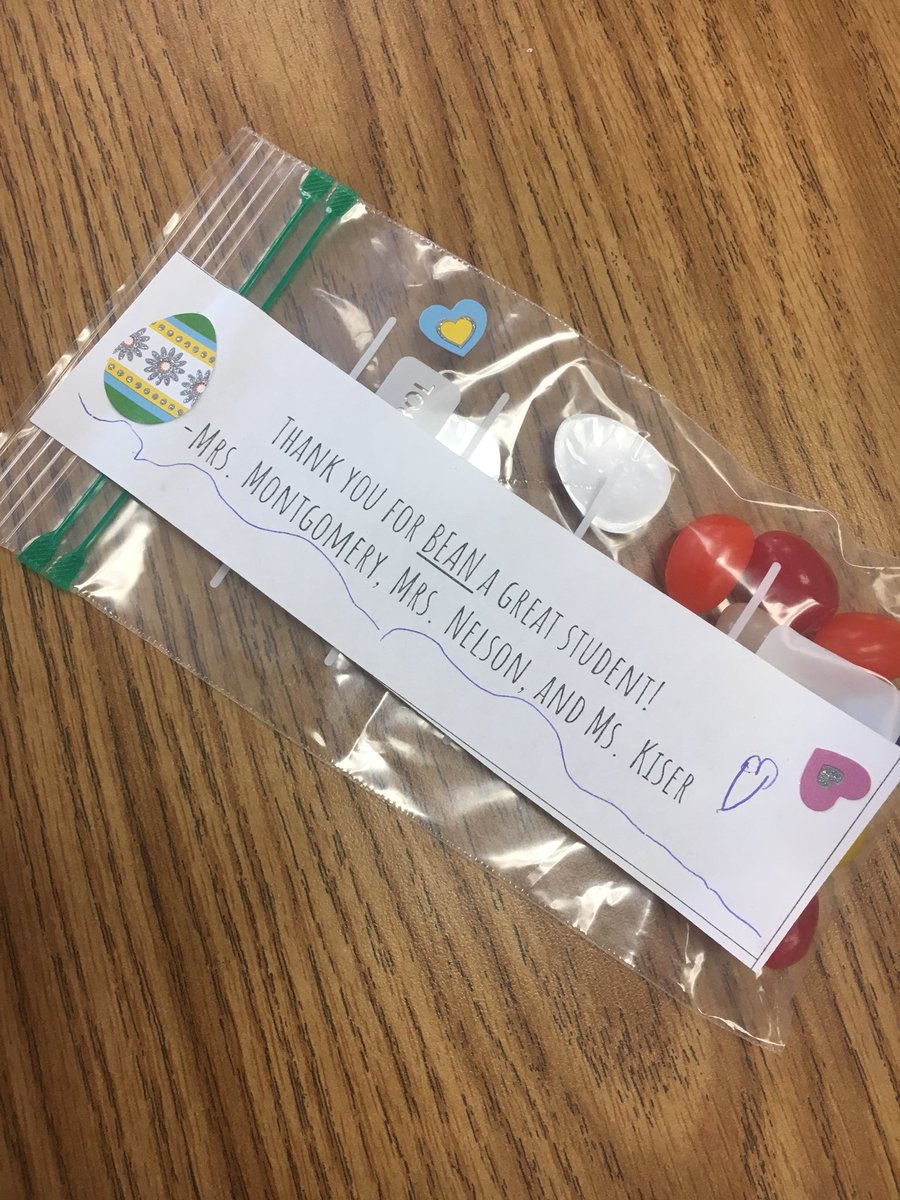 Thank you for bean a great student!
-Mrs. Montgomery, Mrs. Nelson, and Ms. Kiser